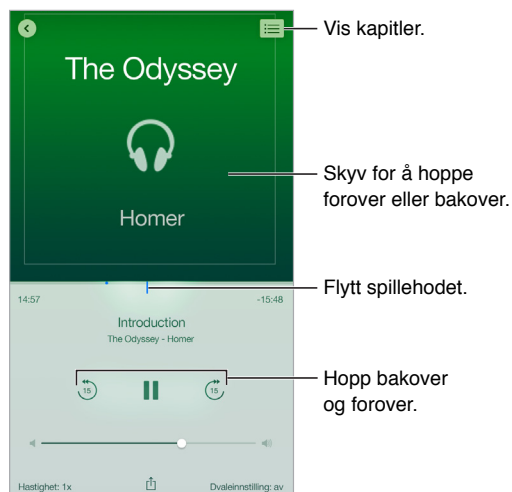 The Odyssey
Homer
14:57
-15:48
Introduction
The Odyssey - Homer
15
15
Hastighet: 1x
Dvaleinnstilling: av
Vis kapitler.
Skyv for å hoppe
forover eller bakover.
Flytt spillehodet.
Hopp bakover
og forover.